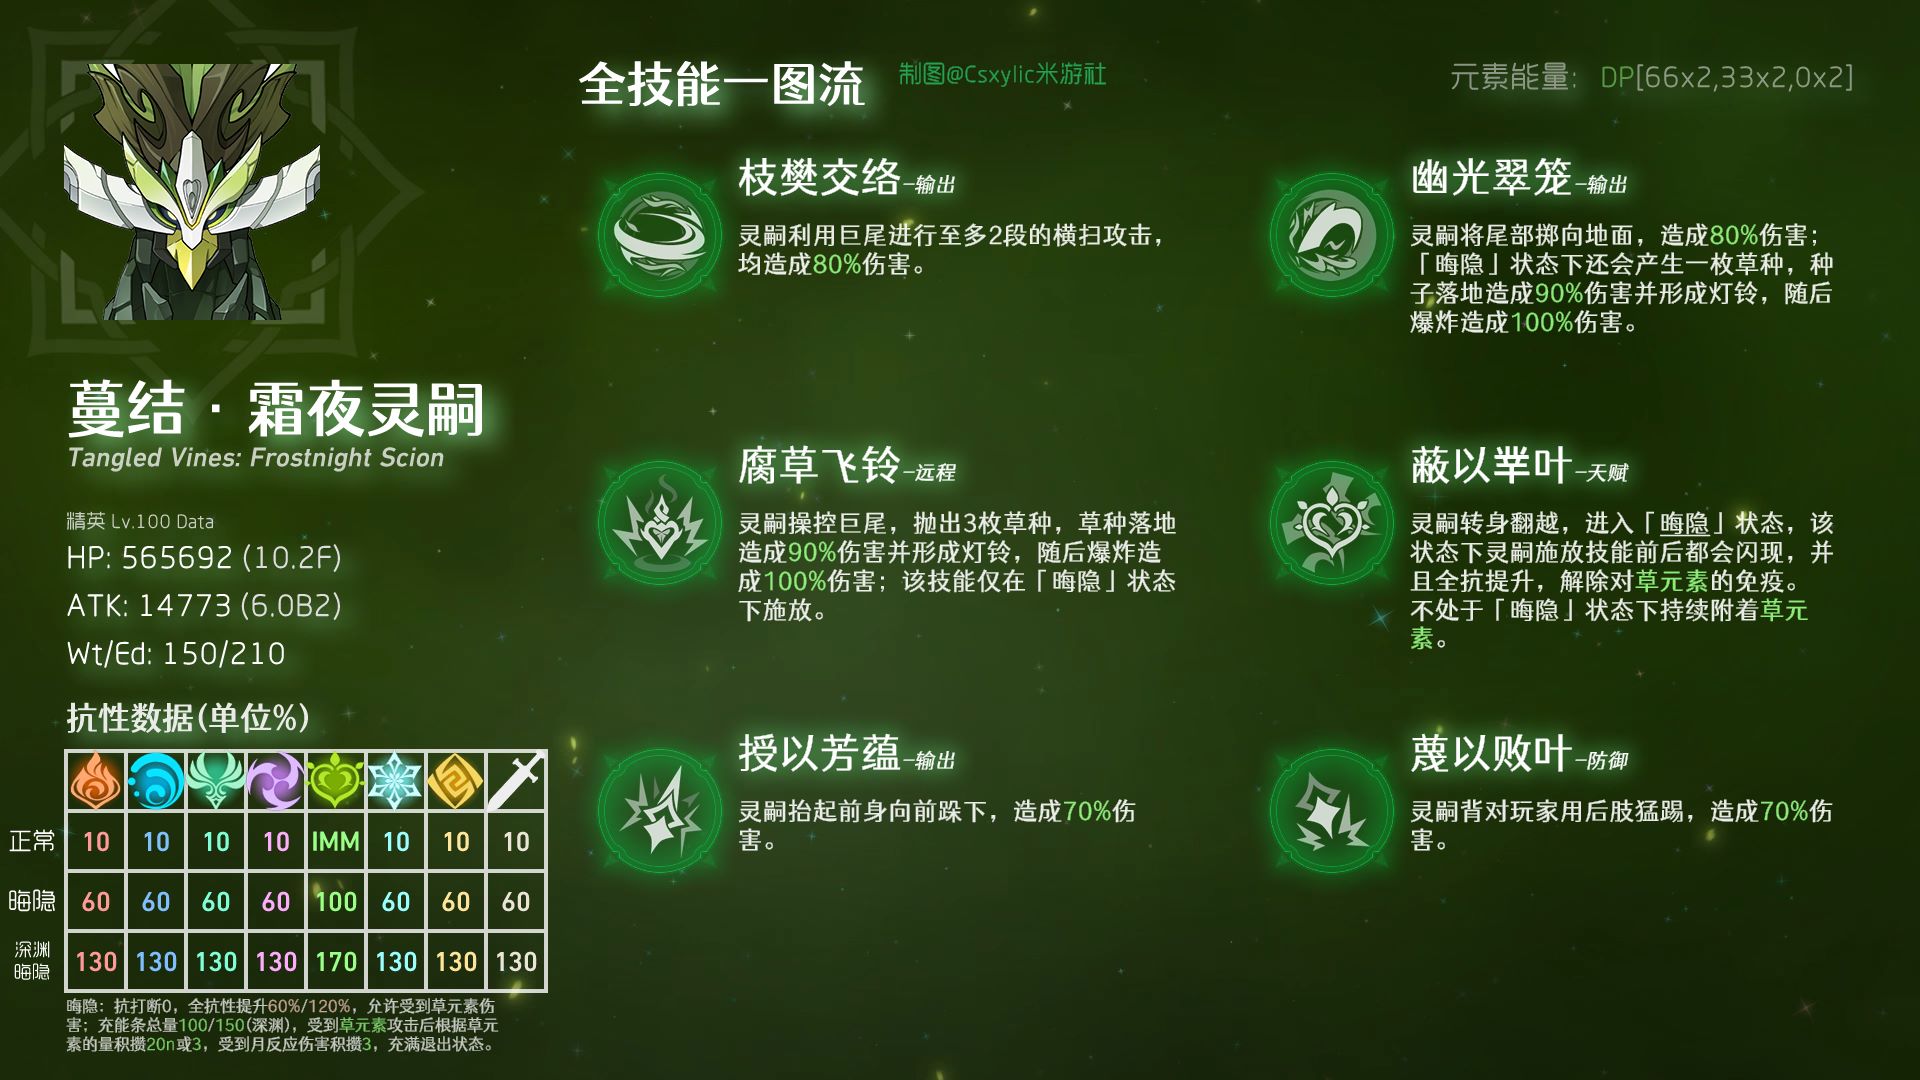 全技能一图流
制图@Csxylic米游社
元素能量: DP[66x2,33x2,0x2]
蔓结·霜夜灵嗣
Tangled Vines: Frostnight Scion
精英 Lv.100 Data
HP: 565692 (10.2F)
ATK: 14773 (6.0B2)
Wt/Ed: 150/210
抗性数据(单位%)
正常 10 10 10 10 IMM 10 10 10
晦隐 60 60 60 60 100 60 60 60
深渊
晦隐 130 130 130 130 170 130 130 130
晦隐：抗打断0，全抗性提升60%/120%，允许受到草元素伤
害；充能条总量100/150(深渊)，受到草元素攻击后根据草元
素的量积攒20n或3，受到月反应伤害积攒3，充满退出状态。
枝樊交络-输出
灵嗣利用巨尾进行至多2段的横扫攻击，
均造成80%伤害。
幽光翠笼-输出
灵嗣将尾部掷向地面，造成80%伤害；
「晦隐」状态下还会产生一枚草种，种
子落地造成90%伤害并形成灯铃，随后
爆炸造成100%伤害。
腐草飞铃-远程
灵嗣操控巨尾，抛出3枚草种，草种落地
造成90%伤害并形成灯铃，随后爆炸造
成100%伤害；该技能仅在「晦隐」状态
下施放。
蔽以芈叶-天赋
灵嗣转身翻越，进入「晦隐」状态，该
状态下灵嗣施放技能前后都会闪现，并
且全抗提升，解除对草元素的免疫。
不处于「晦隐」状态下持续附着草元
素。
授以芳蕴-输出
灵嗣抬起前身向前跺下，造成70%伤
害。
蔑以败叶-防御
灵嗣背对玩家用后肢猛踢，造成70%伤
害。